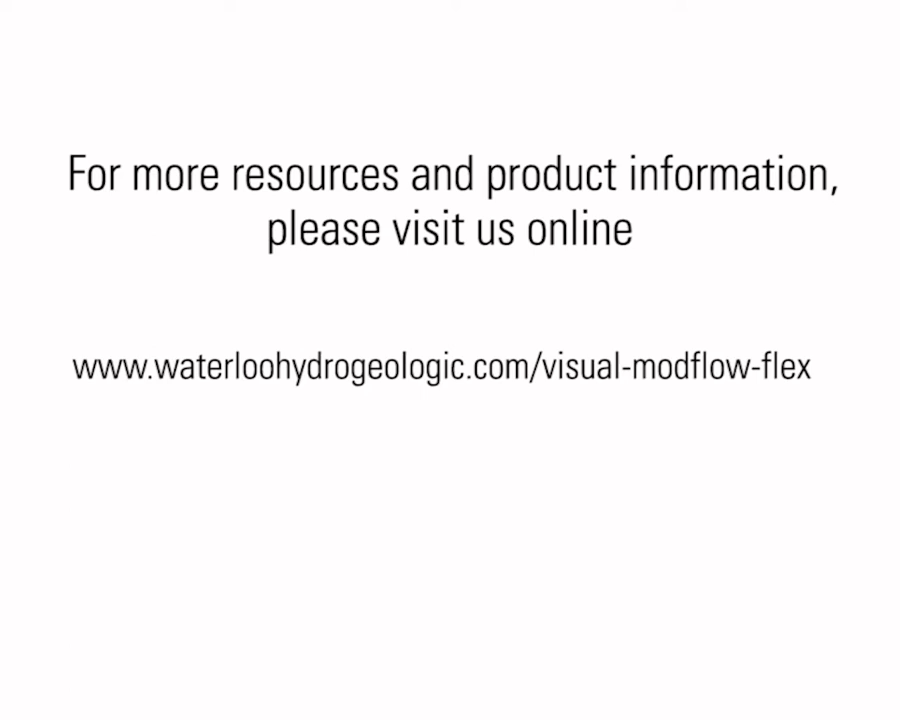 For more resources and product information,
please visit us online
www.waterloohydrogeologic.com/visual-modflow-flex